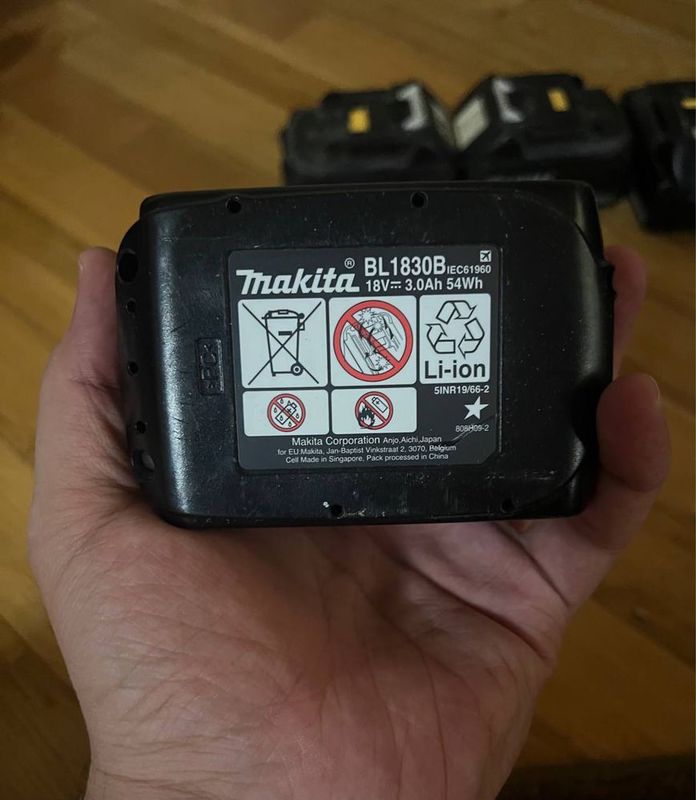 makita® BL1830B IEC61960
18V⎓ 3.0Ah 54Wh
Li-ion
5INR19/66-2
808H09-2
Makita Corporation Anjo,Aichi,Japan
for EU:Makita, Jan-Baptist Vinkstraat 2, 3070, Belgium
Cell Made in Singapore, Pack processed in China